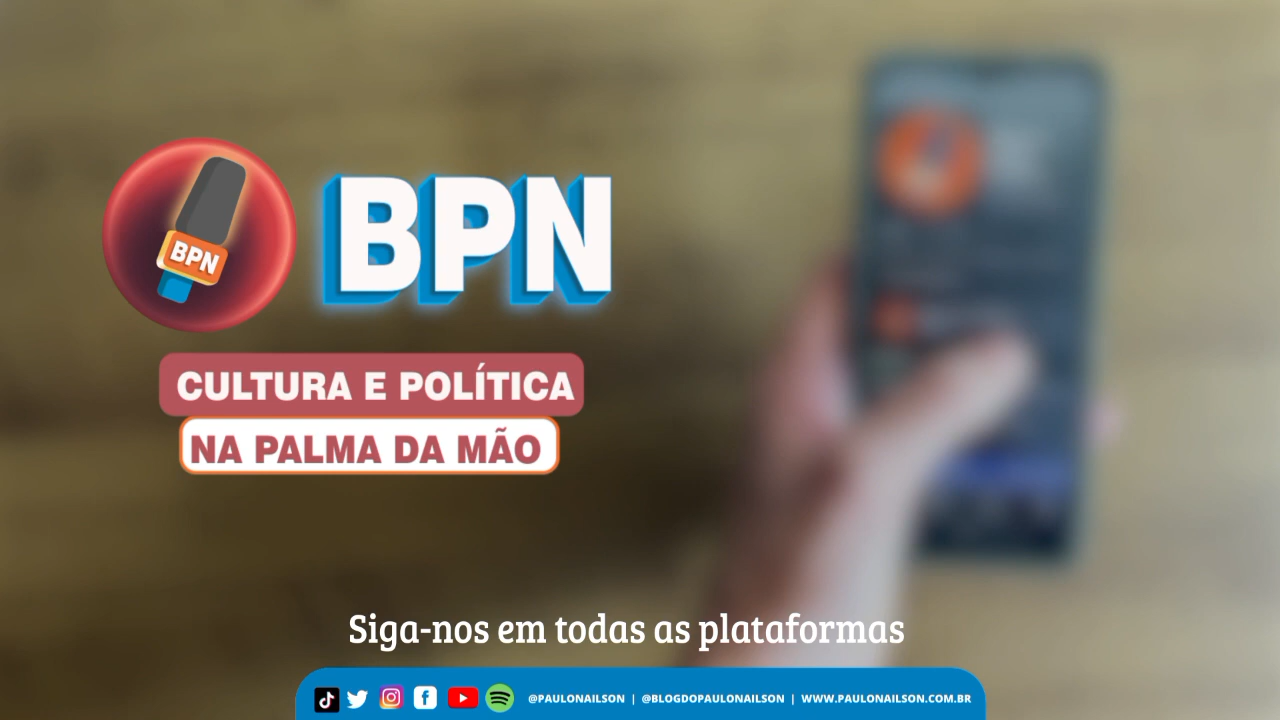 BPN
BPN
CULTURA E POLÍTICA
NA PALMA DA MÃO
Siga-nos em todas as plataformas
@PAULONAILSON | @BLOGDOPAULONAILSON | WWW.PAULONAILSON.COM.BR